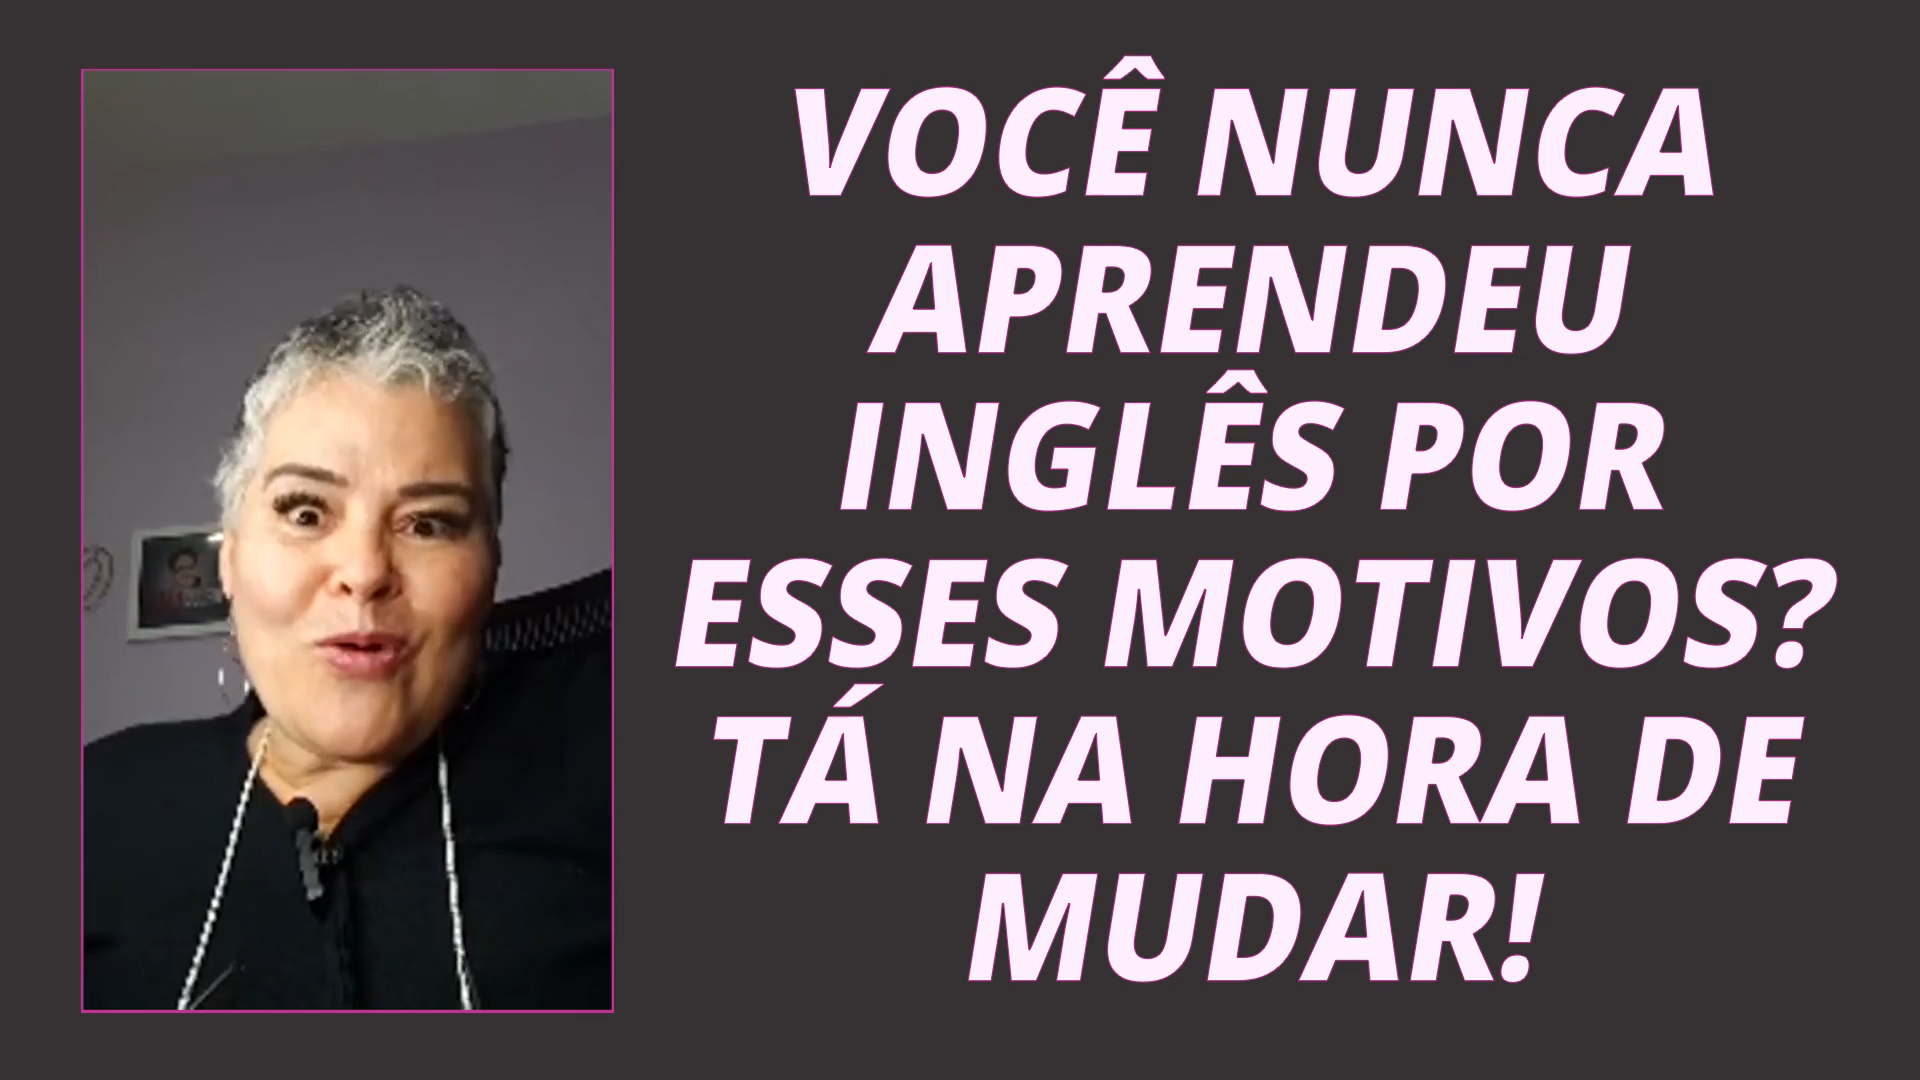 VOCÊ NUNCA
APRENDEU
INGLÊS POR
ESSES MOTIVOS?
TÁ NA HORA DE
MUDAR!